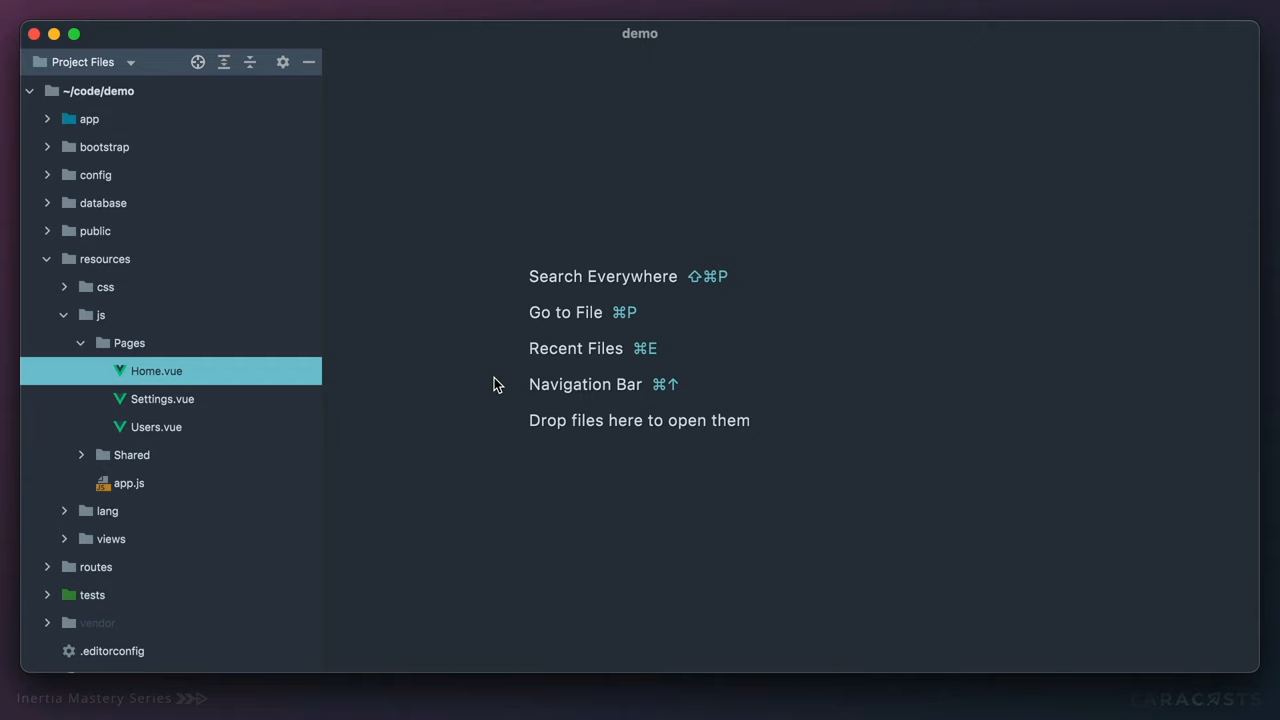 demo
Project Files
~/code/demo
app
bootstrap
config
database
public
resources
css
js
Pages
Home.vue
Settings.vue
Users.vue
Shared
app.js
lang
views
routes
tests
vendor
.editorconfig
Search Everywhere ⇧⌘P
Go to File ⌘P
Recent Files ⌘E
Navigation Bar ⌘↑
Drop files here to open them
Inertia Mastery Series
LARACASTS